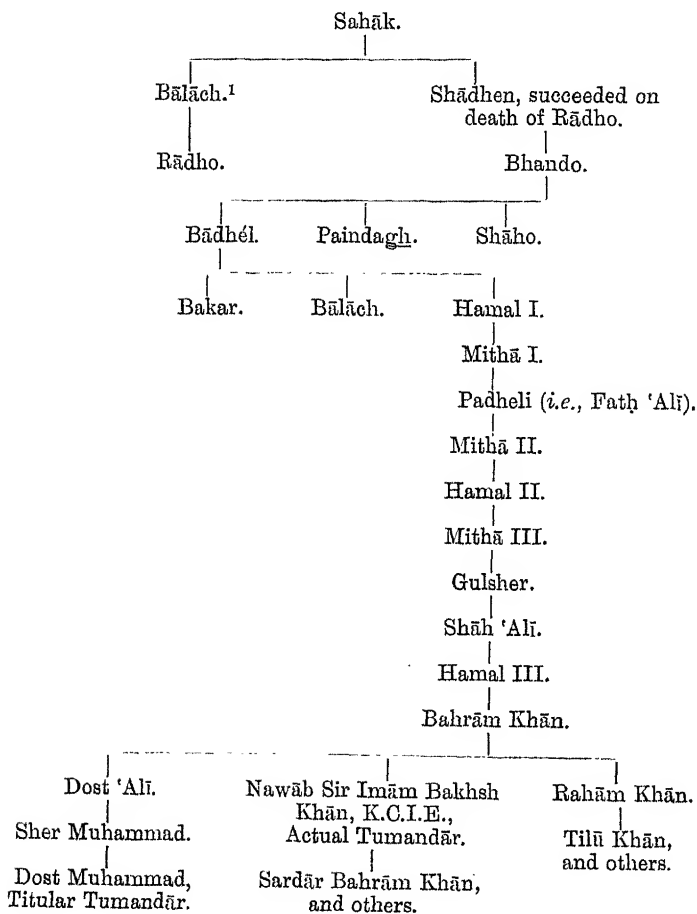 Sahāk.
Bālāch.¹ Shādhen, succeeded on
death of Rādho.
Rādho. Bhando.
Bādhél. Paindagh. Shāho.
Bakar. Bālāch. Hamal I.
Mithā I.
Padheli (i.e., Fatḥ ‘Alī).
Mithā II.
Hamal II.
Mithā III.
Gulsher.
Shāh ‘Alī.
Hamal III.
Bahrām Khān.
Dost ‘Alī. Nawāb Sir Imām Bakhsh Rahām Khān.
Khān, K.C.I.E.,
Sher Muhammad. Actual Tumandār. Tilū Khān,
and others.
Dost Muhammad, Sardār Bahrām Khān,
Titular Tumandār. and others.